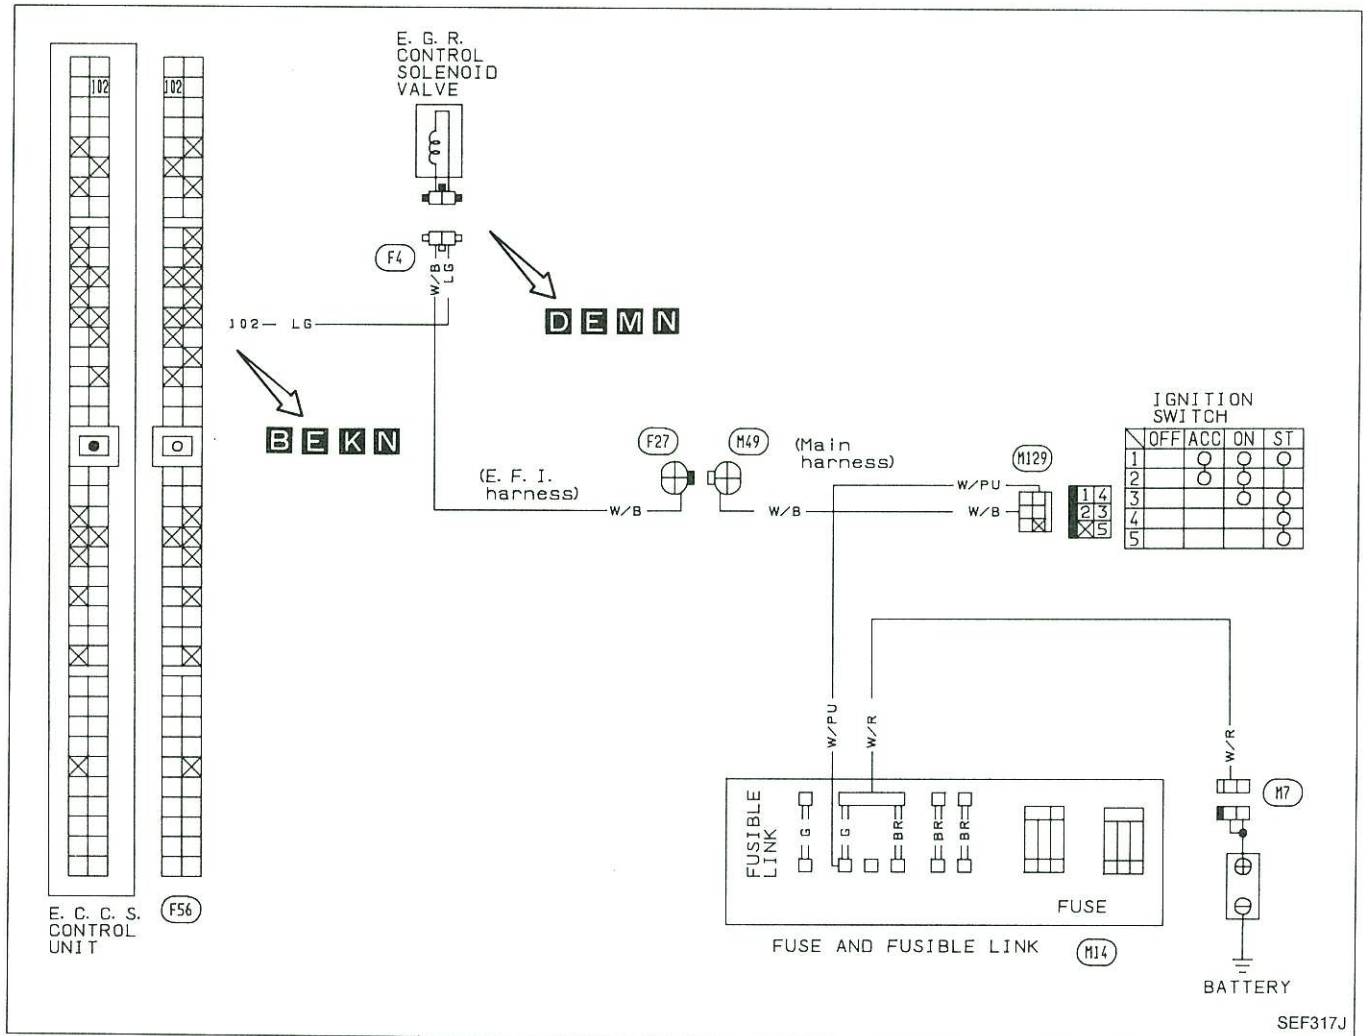 E. G. R.
CONTROL
SOLENOID
VALVE
102
102
F4
W/B
LG
102 LG
D E M N
B E K N
IGNITION
SWITCH
OFF ACC ON ST
1
2
3
4
5
F27
M49
(Main
harness)
M129
(E. F. I.
harness)
W/PU
1 4
2 3
5
W/B
W/B
W/B
W/PU
W/R
W/R
M7
FUSIBLE
LINK
G
G
BR
BR
BR
FUSE
FUSE AND FUSIBLE LINK
M14
BATTERY
E. C. C. S.
CONTROL
UNIT
F56
SEF317J